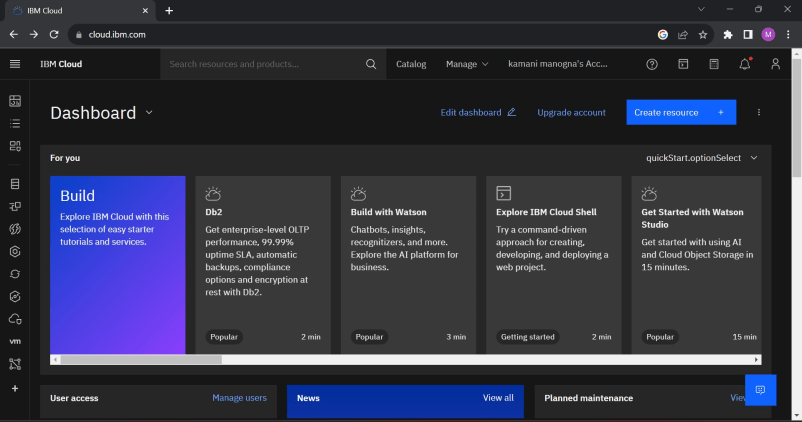 IBM Cloud
cloud.ibm.com
M
IBM Cloud
Search resources and products...
Catalog
Manage
kamani manogna's Acc...
Dashboard
Edit dashboard
Upgrade account
Create resource +
For you
quickStart.optionSelect
Build
Explore IBM Cloud with this
selection of easy starter
tutorials and services.
Db2
Get enterprise-level OLTP
performance, 99.99%
uptime SLA, automatic
backups, compliance
options and encryption at
rest with Db2.
Popular
2 min
Build with Watson
Chatbots, insights,
recognitizers, and more.
Explore the AI platform for
business.
Popular
3 min
Explore IBM Cloud Shell
Try a command-driven
approach for creating,
developing, and deploying a
web project.
Getting started
2 min
Get Started with Watson
Studio
Get started with using AI
and Cloud Object Storage in
15 minutes.
Popular
15 min
vm
User access
Manage users
News
View all
Planned maintenance
Vie